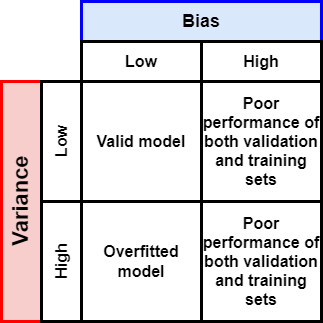 Bias
Low High
Variance
Low
Valid model
Poor
performance of
both validation
and training
sets
High
Overfitted
model
Poor
performance of
both validation
and training
sets